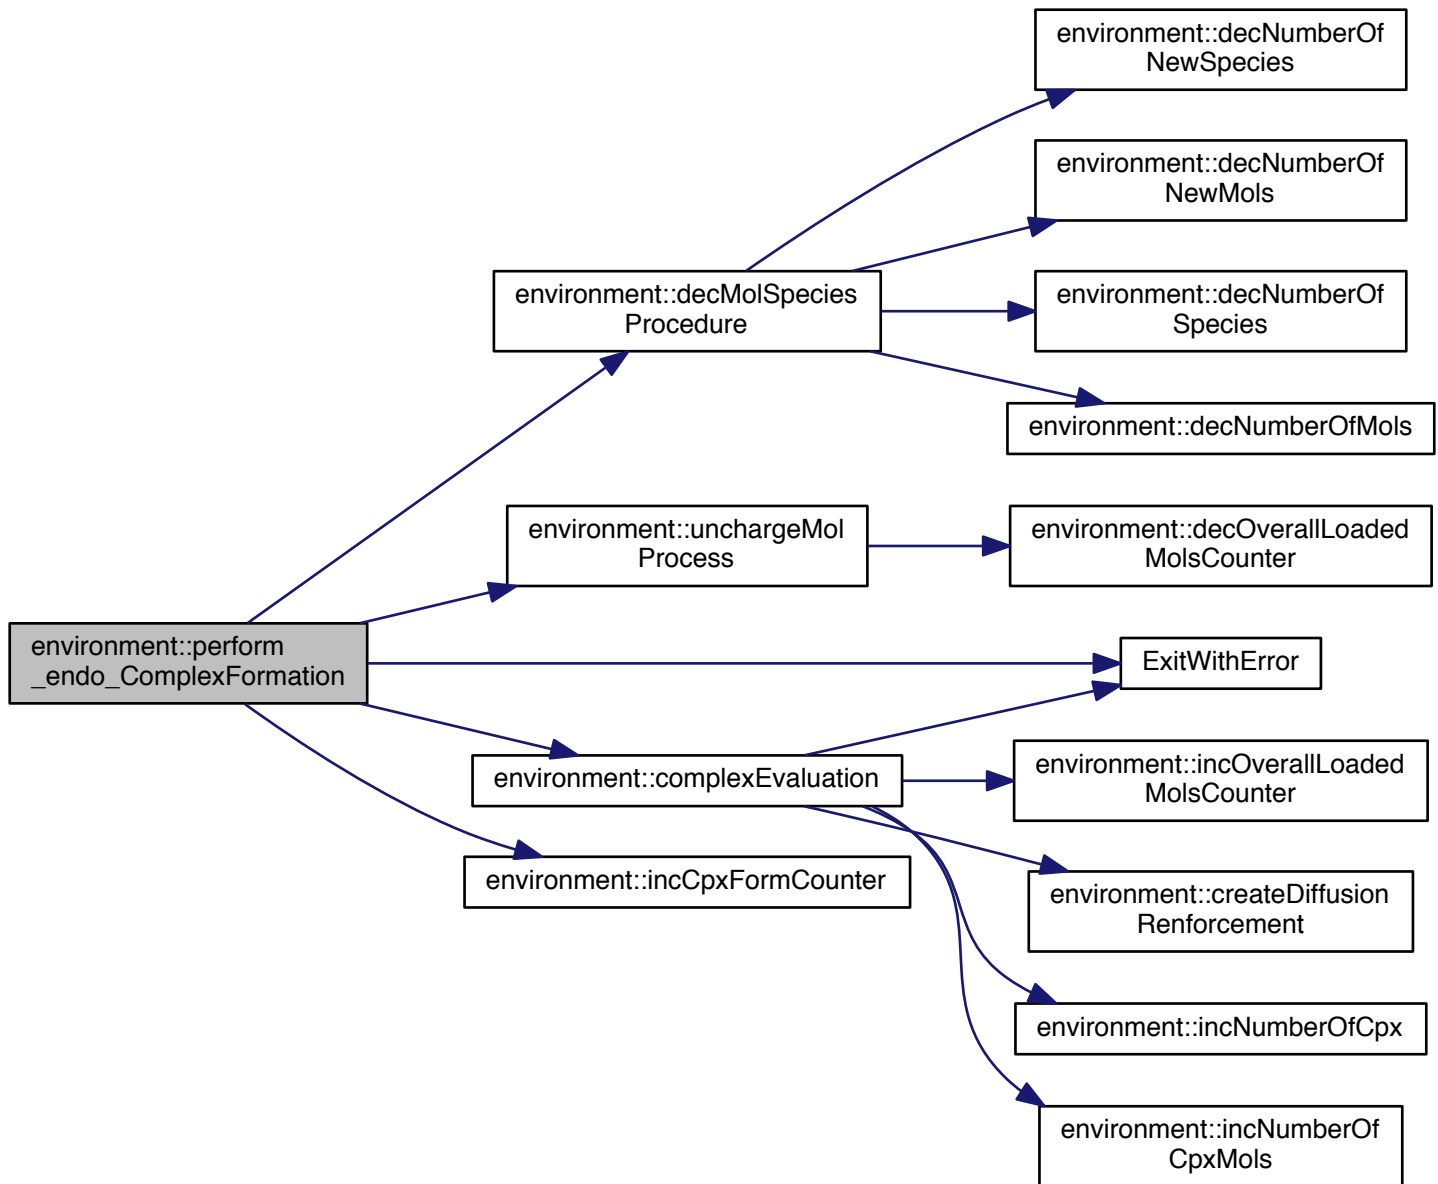 environment::decNumberOf
NewSpecies
environment::decNumberOf
NewMols
environment::decMolSpecies
Procedure
environment::decNumberOf
Species
environment::decNumberOfMols
environment::unchargeMol
Process
environment::decOverallLoaded
MolsCounter
environment::perform
_endo_ComplexFormation
ExitWithError
environment::complexEvaluation
environment::incOverallLoaded
MolsCounter
environment::incCpxFormCounter
environment::createDiffusion
Renforcement
environment::incNumberOfCpx
environment::incNumberOf
CpxMols